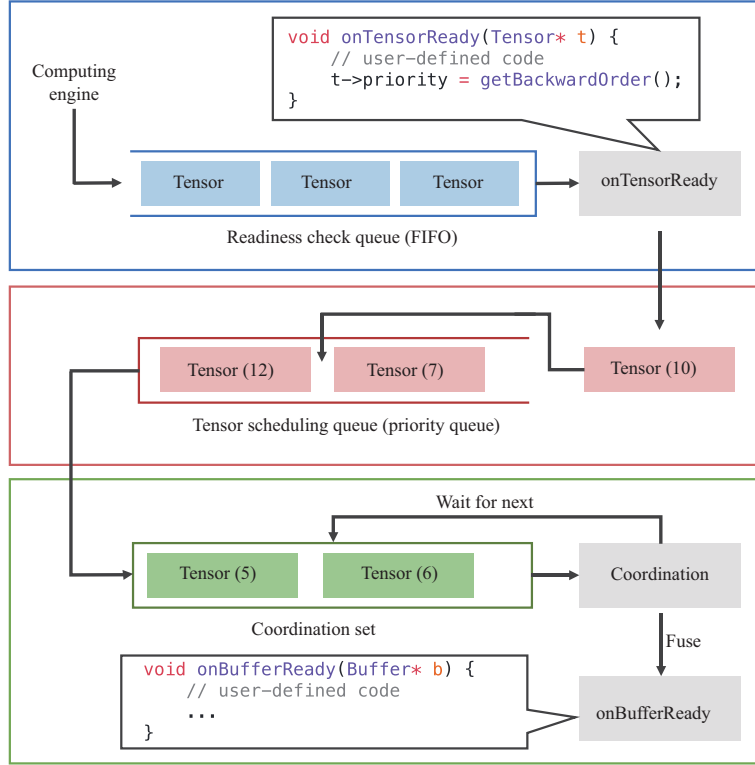 void onTensorReady(Tensor* t) {
    // user-defined code
    t->priority = getBackwardOrder();
}
Computing
engine
Tensor
Tensor
Tensor
onTensorReady
Readiness check queue (FIFO)
Tensor (12)
Tensor (7)
Tensor (10)
Tensor scheduling queue (priority queue)
Wait for next
Tensor (5)
Tensor (6)
Coordination
Coordination set
Fuse
void onBufferReady(Buffer* b) {
    // user-defined code
    ...
}
onBufferReady